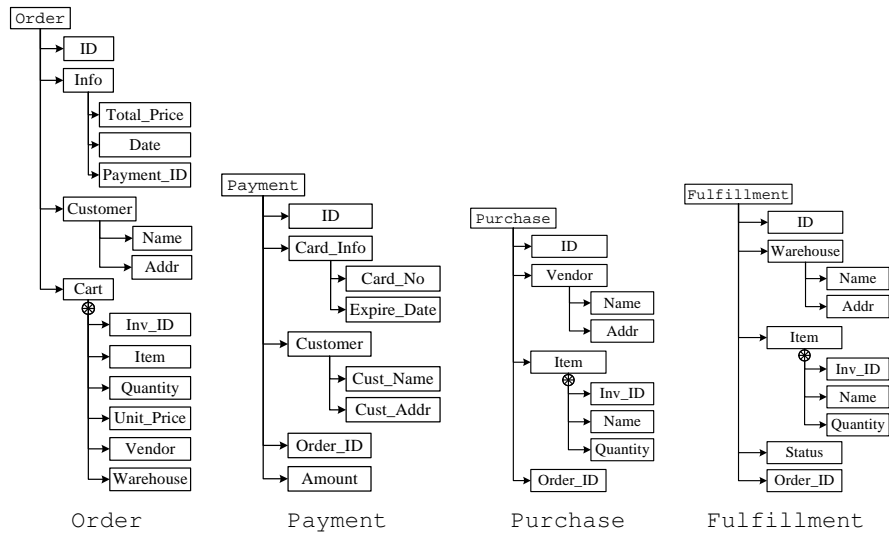 Order
ID
Info
Total_Price
Date
Payment_ID
Customer
Name
Addr
Cart
Inv_ID
Item
Quantity
Unit_Price
Vendor
Warehouse
Order
Payment
ID
Card_Info
Card_No
Expire_Date
Customer
Cust_Name
Cust_Addr
Order_ID
Amount
Payment
Purchase
ID
Vendor
Name
Addr
Item
Inv_ID
Name
Quantity
Order_ID
Purchase
Fulfillment
ID
Warehouse
Name
Addr
Item
Inv_ID
Name
Quantity
Status
Order_ID
Fulfillment